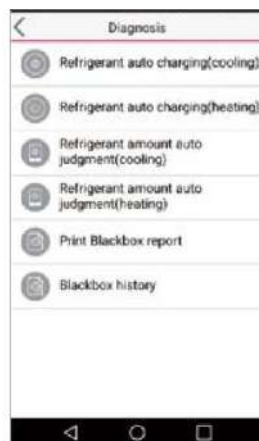 Diagnosis
Refrigerant auto charging(cooling)
Refrigerant auto charging(heating)
Refrigerant amount auto
judgment(cooling)
Refrigerant amount auto
judgment(heating)
Print Blackbox report
Blackbox history